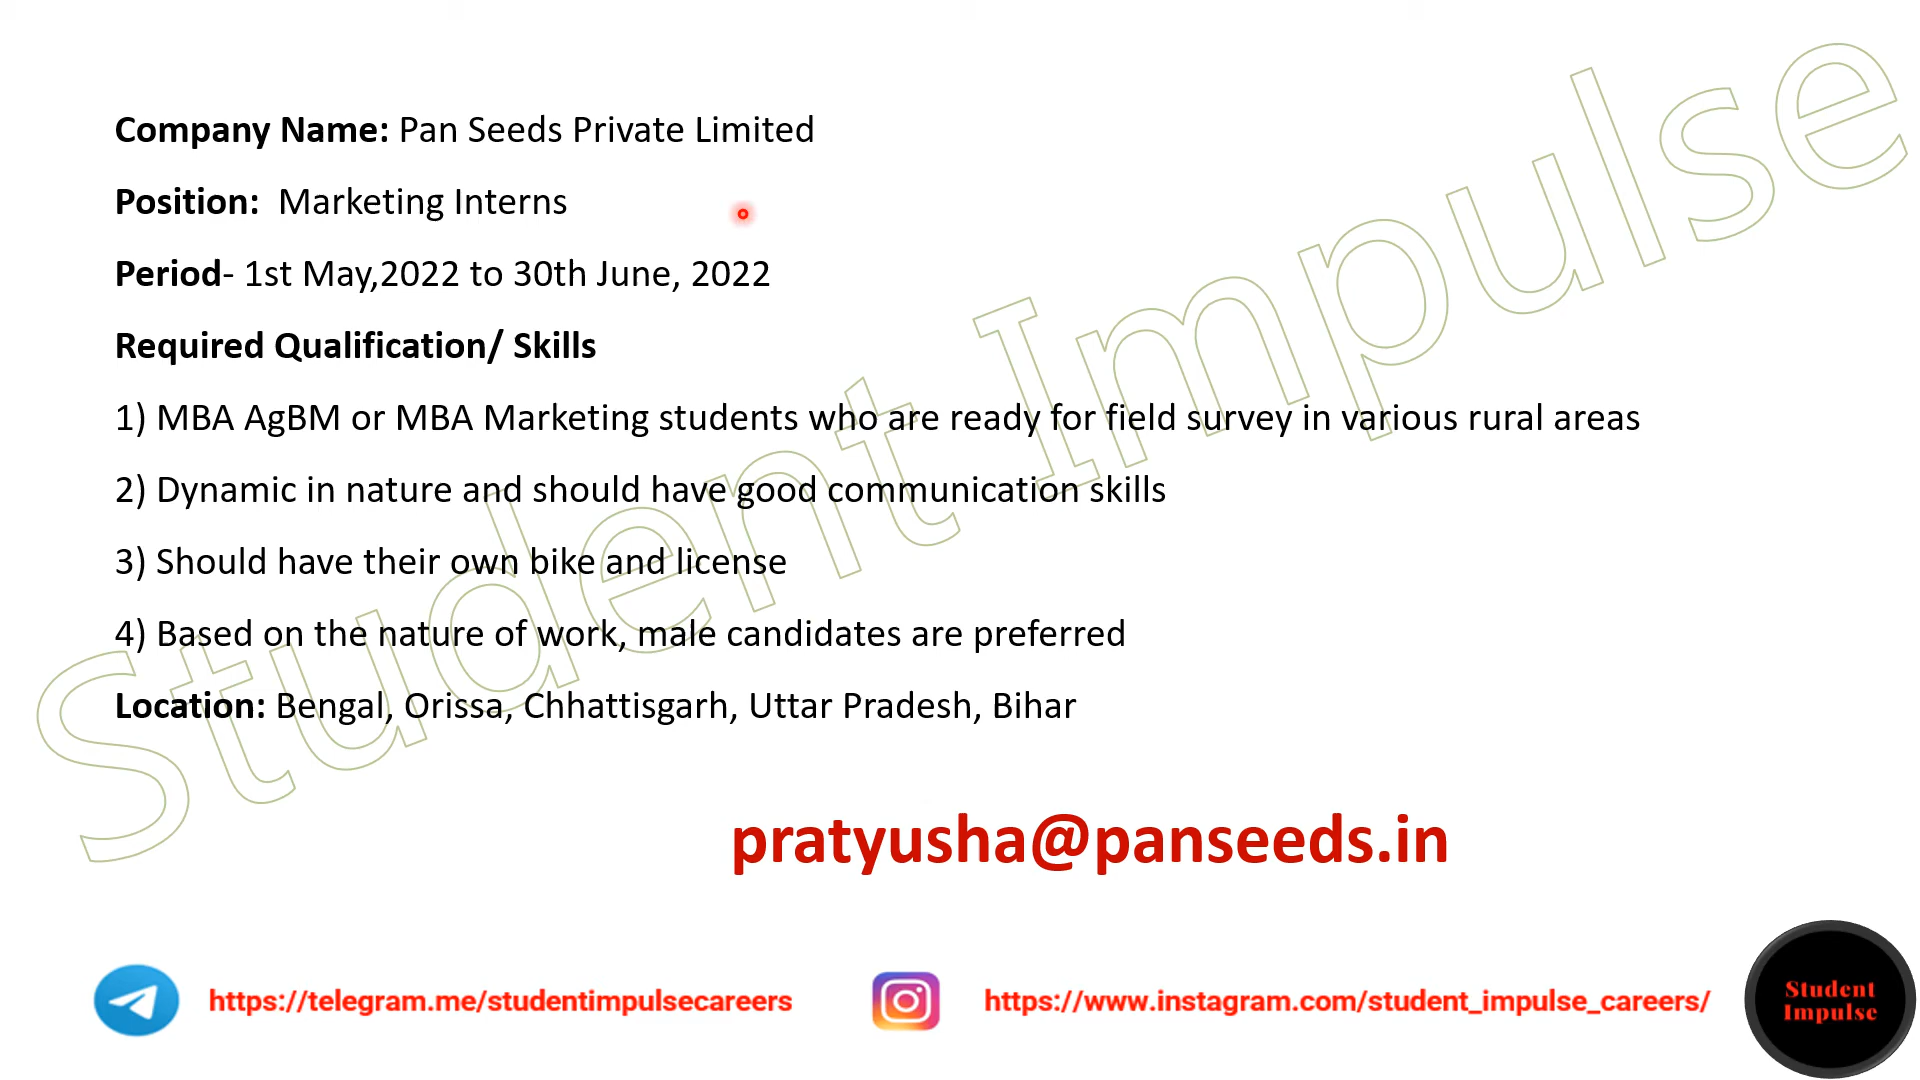 Company Name: Pan Seeds Private Limited
Position: Marketing Interns
Period- 1st May,2022 to 30th June, 2022
Required Qualification/ Skills
1) MBA AgBM or MBA Marketing students who are ready for field survey in various rural areas
2) Dynamic in nature and should have good communication skills
3) Should have their own bike and license
4) Based on the nature of work, male candidates are preferred
Location: Bengal, Orissa, Chhattisgarh, Uttar Pradesh, Bihar
Student Impulse
pratyusha@panseeds.in
https://telegram.me/studentimpulsecareers
https://www.instagram.com/student_impulse_careers/
Student
Impulse